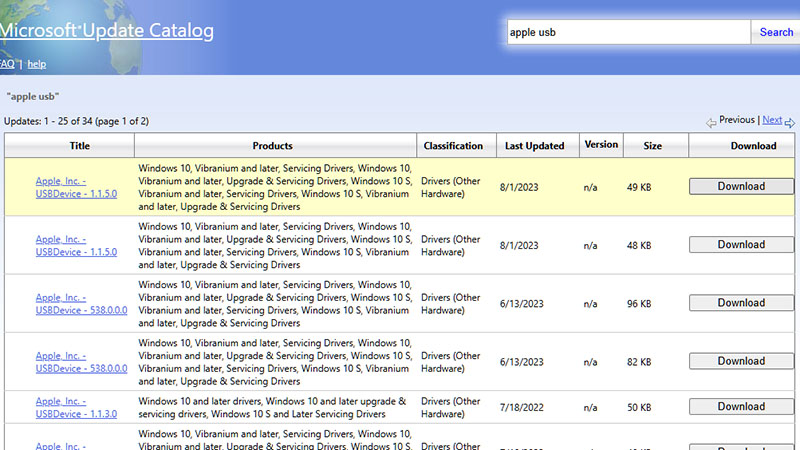 Microsoft®Update Catalog
apple usb
Search
FAQ | help
"apple usb"
Updates: 1 - 25 of 34 (page 1 of 2)
Previous | Next
Title Products Classification Last Updated Version Size Download
Apple, Inc. - USBDevice - 1.1.5.0
Windows 10, Vibranium and later, Servicing Drivers, Windows 10,
Vibranium and later, Upgrade & Servicing Drivers, Windows 10 S,
Vibranium and later, Servicing Drivers, Windows 10 S, Vibranium
and later, Upgrade & Servicing Drivers
Drivers (Other Hardware)
8/1/2023
n/a
49 KB
Download
Apple, Inc. - USBDevice - 1.1.5.0
Windows 10, Vibranium and later, Servicing Drivers, Windows 10,
Vibranium and later, Upgrade & Servicing Drivers, Windows 10 S,
Vibranium and later, Servicing Drivers, Windows 10 S, Vibranium
and later, Upgrade & Servicing Drivers
Drivers (Other Hardware)
8/1/2023
n/a
48 KB
Download
Apple, Inc. - USBDevice - 538.0.0.0
Windows 10, Vibranium and later, Servicing Drivers, Windows 10,
Vibranium and later, Upgrade & Servicing Drivers, Windows 10 S,
Vibranium and later, Servicing Drivers, Windows 10 S, Vibranium
and later, Upgrade & Servicing Drivers
Drivers (Other Hardware)
6/13/2023
n/a
96 KB
Download
Apple, Inc. - USBDevice - 538.0.0.0
Windows 10, Vibranium and later, Servicing Drivers, Windows 10,
Vibranium and later, Upgrade & Servicing Drivers, Windows 10 S,
Vibranium and later, Servicing Drivers, Windows 10 S, Vibranium
and later, Upgrade & Servicing Drivers
Drivers (Other Hardware)
6/13/2023
n/a
82 KB
Download
Apple, Inc. - USBDevice - 1.1.3.0
Windows 10 and later drivers, Windows 10 and later upgrade &
servicing drivers, Windows 10 S and Later Servicing Drivers
Drivers (Other Hardware)
7/18/2022
n/a
50 KB
Download
Apple, Inc. -
Windows 10, Vibranium and later, Servicing Drivers, Windows 10,
Vibranium and later, Upgrade & Servicing Drivers, Windows 10 S,
Drivers (Other